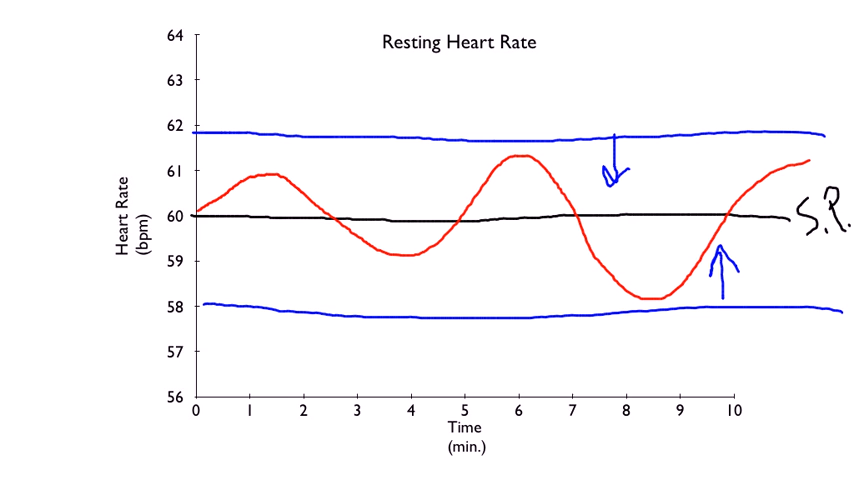 Resting Heart Rate
64
63
62
61
60
59
58
57
56
Heart Rate
(bpm)
0 1 2 3 4 5 6 7 8 9 10
Time
(min.)
S.P.